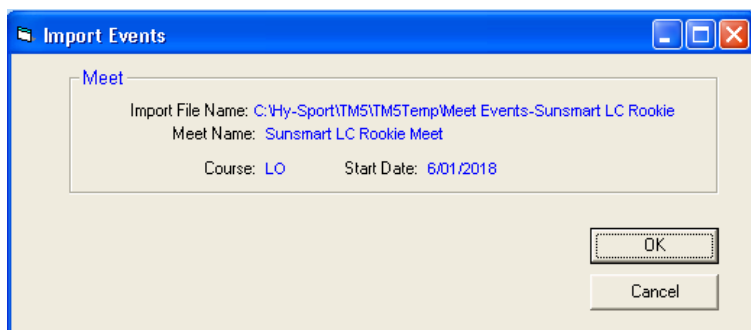 Import Events
Meet
Import File Name: C:\Hy-Sport\TM5\TM5Temp\Meet Events-Sunsmart LC Rookie
Meet Name: Sunsmart LC Rookie Meet
Course: LO Start Date: 6/01/2018
OK
Cancel